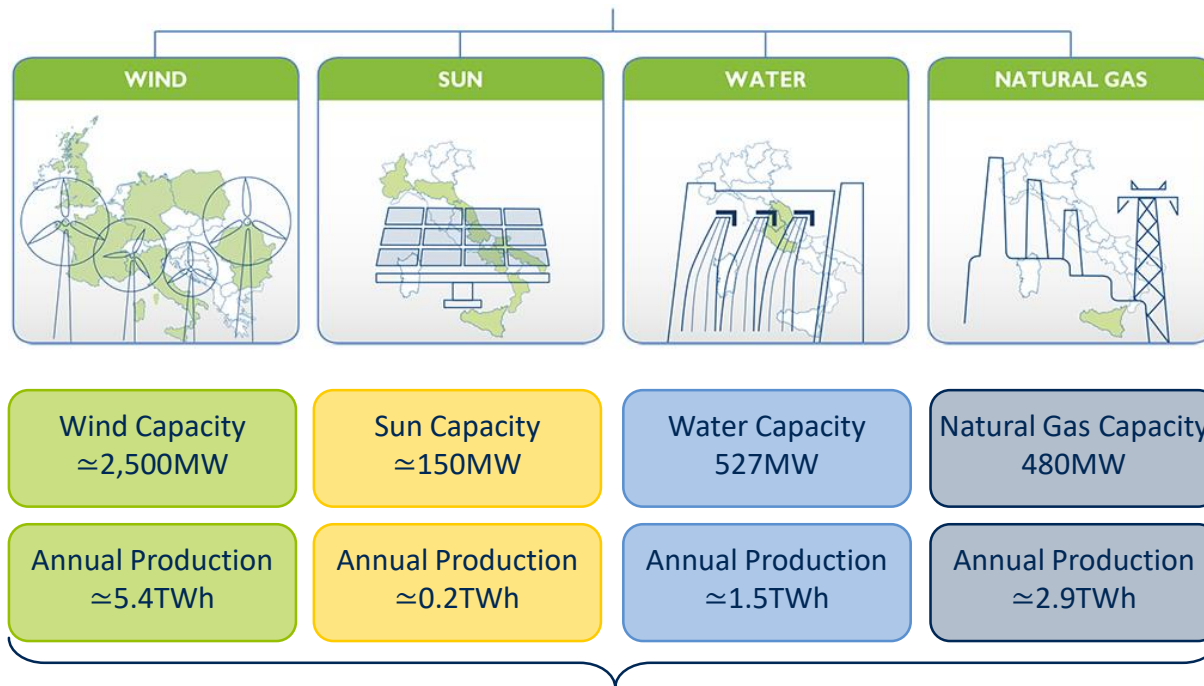 WIND
SUN
WATER
NATURAL GAS
Wind Capacity
≃2,500MW
Sun Capacity
≃150MW
Water Capacity
527MW
Natural Gas Capacity
480MW
Annual Production
≃5.4TWh
Annual Production
≃0.2TWh
Annual Production
≃1.5TWh
Annual Production
≃2.9TWh